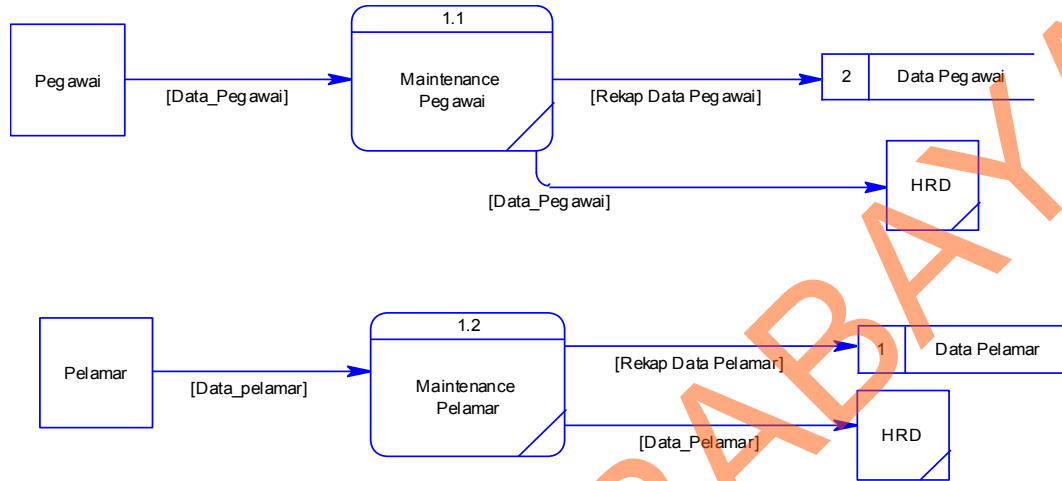 1.1
Pegawai
Maintenance
Pegawai
[Data_Pegawai]
[Rekap Data Pegawai]
2 Data Pegawai
HRD
[Data_Pegawai]
1.2
Pelamar
Maintenance
Pelamar
[Data_pelamar]
[Rekap Data Pelamar]
1 Data Pelamar
HRD
[Data_Pelamar]
RABAYA